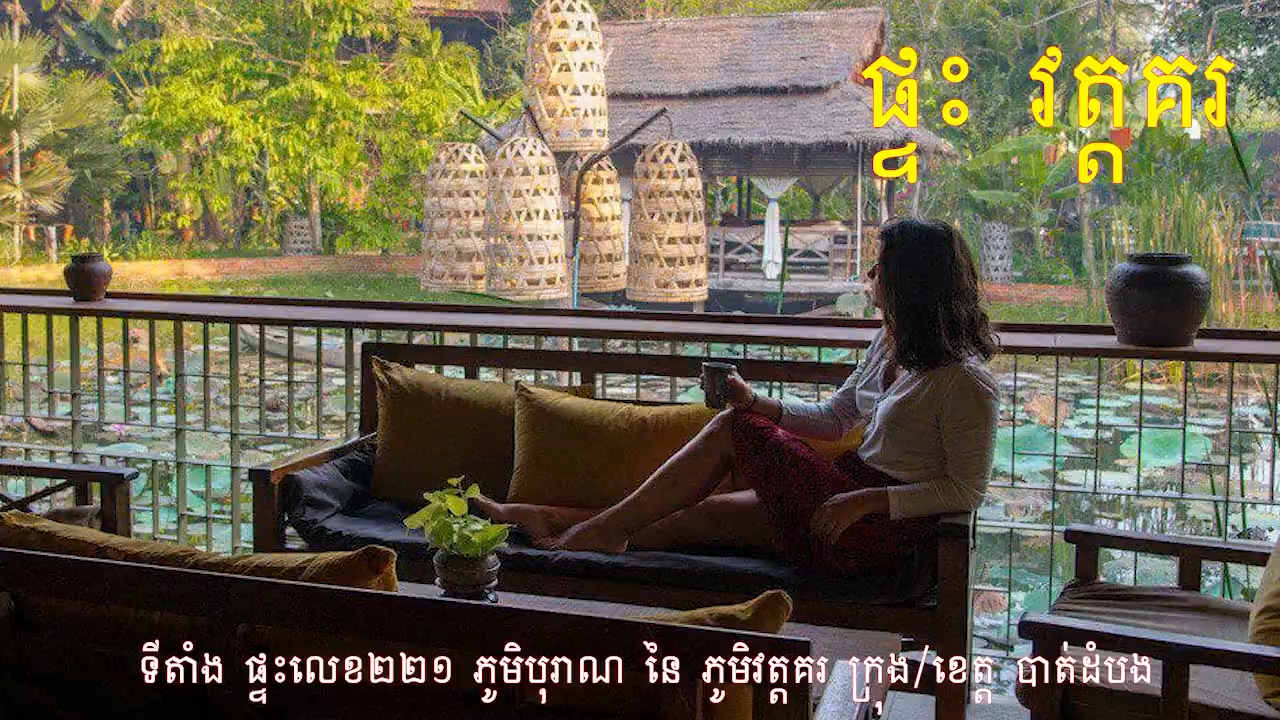 ផ្ទះ វត្តគរ
ទីតាំង ផ្ទះលេខ២២១ ភូមិបុរាណ នៃ ភូមិវត្តគរ ក្រុង/ខេត្ត បាត់ដំបង